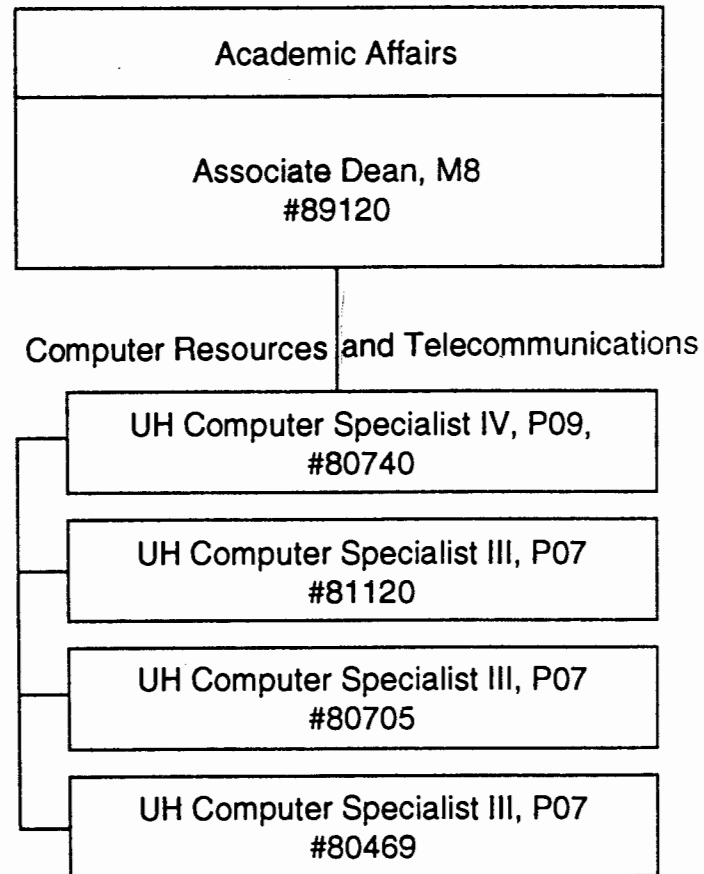 Academic Affairs
Associate Dean, M8
#89120
Computer Resources and Telecommunications
UH Computer Specialist IV, P09,
#80740
UH Computer Specialist III, P07
#81120
UH Computer Specialist III, P07
#80705
UH Computer Specialist III, P07
#80469